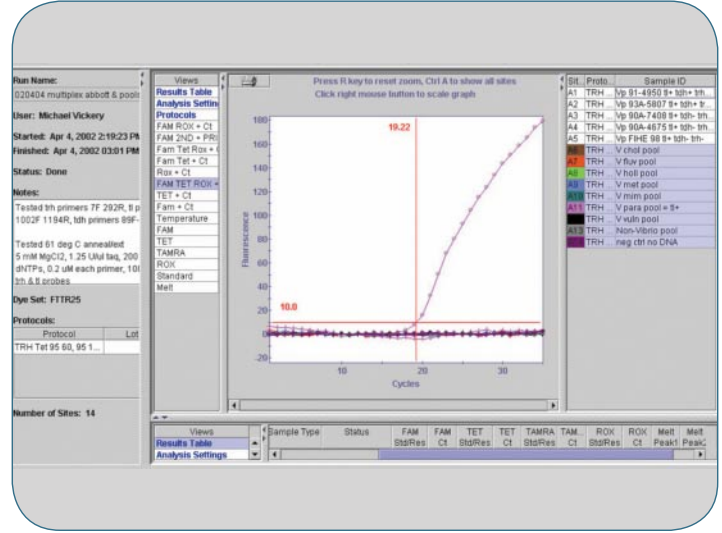 Run Name:
020404 multiplex abbott & pools
User: Michael Vickery
Started: Apr 4, 2002 2:19:23 PM
Finished: Apr 4, 2002 03:01 PM
Status: Done
Notes:
Tested trh primers 7F 292R, tl p
1002F 1194R, tdh primers 89F-
Tested 61 deg C anneal/ext
5 mM MgCl2, 1.25 U/ul taq, 200
dNTPs, 0.2 uM each primer, 10
trh & tl probes
Dye Set: FTTR25
Protocols:
Protocol Lot
TRH Tet 95 60, 95 1...
Number of Sites: 14
Views
Results Table
Analysis Settin
Protocols
FAM ROX + Ct
FAM 2ND + PRI
Fam Tet Rox +
Fam Tet + Ct
Rox + Ct
FAM TET ROX +
TET + Ct
Fam + Ct
Temperature
FAM
TET
TAMRA
ROX
Standard
Melt
Press R key to reset zoom, Ctrl A to show all sites
Click right mouse button to scale graph
180
160
140
120
100
80
60
40
20
0
-20
Fluorescence
19.22
10.0
10 20 30
Cycles
Sit... Proto... Sample ID
A1 TRH ... Vp 91-4950 tl+ tdh+ trh...
A2 TRH ... Vp 93A-5807 tl+ tdh+ tr...
A3 TRH ... Vp 90A-7408 tl+ tdh- trh...
A4 TRH ... Vp 90A-4675 tl+ tdh- trh...
A5 TRH ... Vp FIHE 98 tl+ tdh- trh-
A6 TRH ... V chol pool
A7 TRH ... V fluv pool
A8 TRH ... V holl pool
A9 TRH ... V met pool
A10 TRH ... V mim pool
A11 TRH ... V para pool = tl+
TRH ... V vuln pool
A13 TRH ... Non-Vibrio pool
TRH ... neg ctrl no DNA
Views
Results Table
Analysis Settings
Sample Type Status FAM Std/Res FAM Ct TET Std/Res TET Ct TAMRA Std/Res TAM... Ct ROX Std/Res ROX Ct Melt Peak1 Melt Peak2